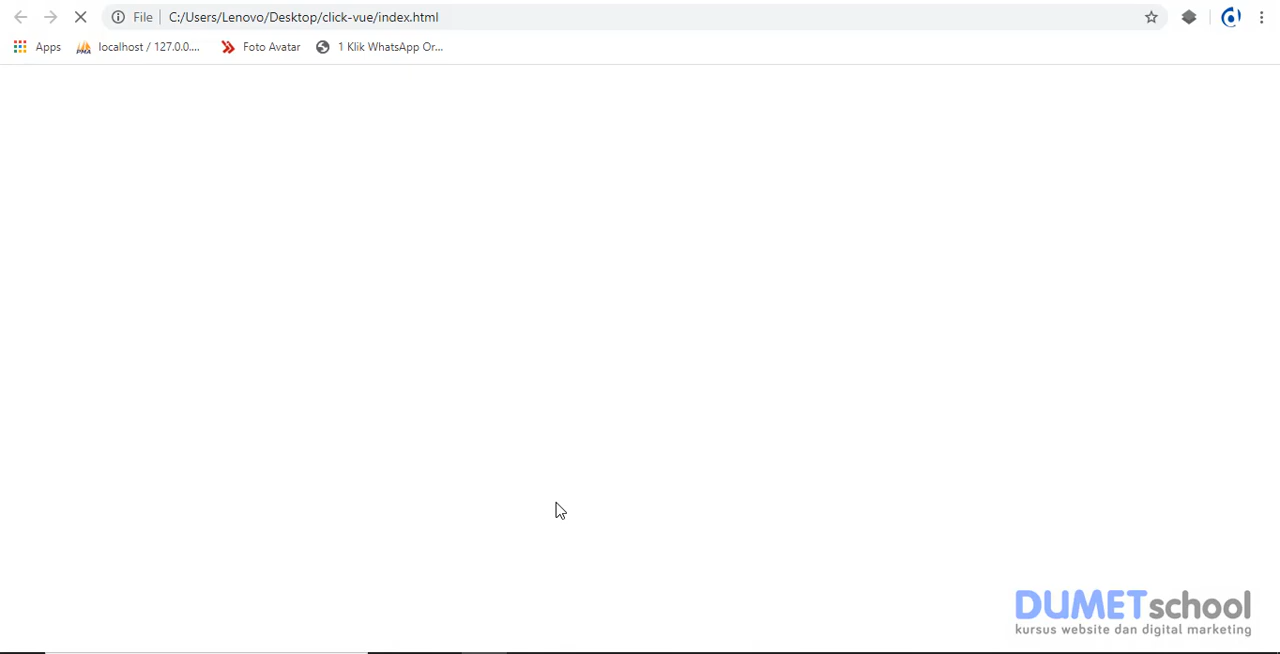 File C:/Users/Lenovo/Desktop/click-vue/index.html
Apps localhost / 127.0.0.... Foto Avatar 1 Klik WhatsApp Or...
DUMETschool
kursus website dan digital marketing